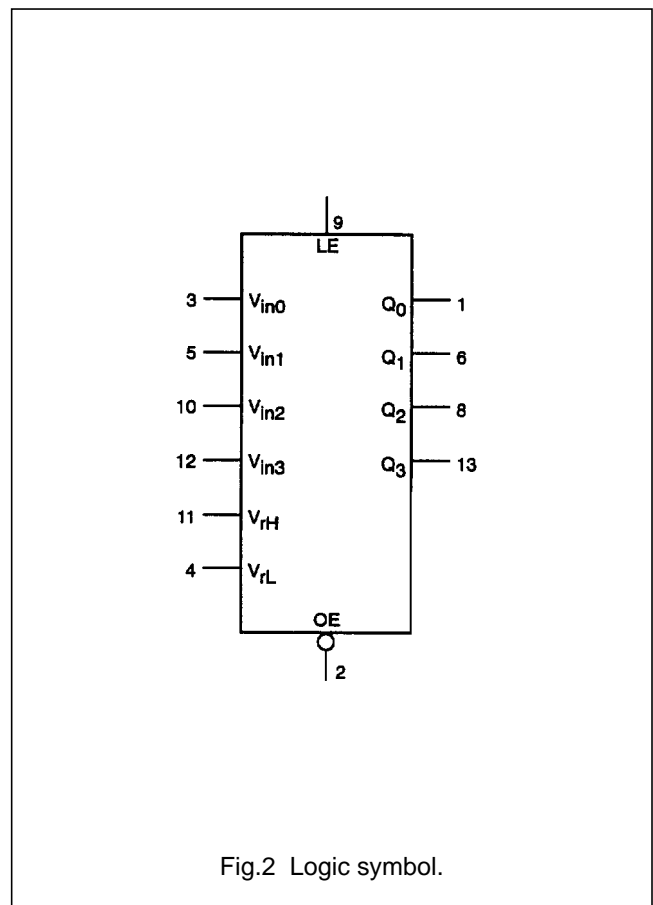 9
LE
3 Vin0 Q0 1
5 Vin1 Q1 6
10 Vin2 Q2 8
12 Vin3 Q3 13
11 VrH
4 VrL
OE
2
Fig.2 Logic symbol.